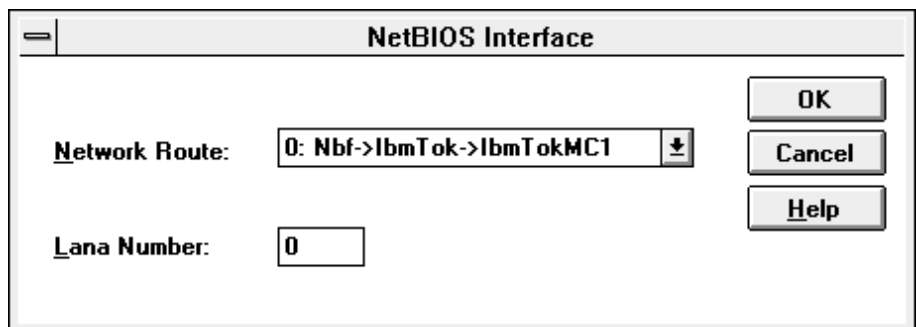 NetBIOS Interface
OK
Network Route: 0: Nbf->IbmTok->IbmTokMC1
Cancel
Help
Lana Number: 0